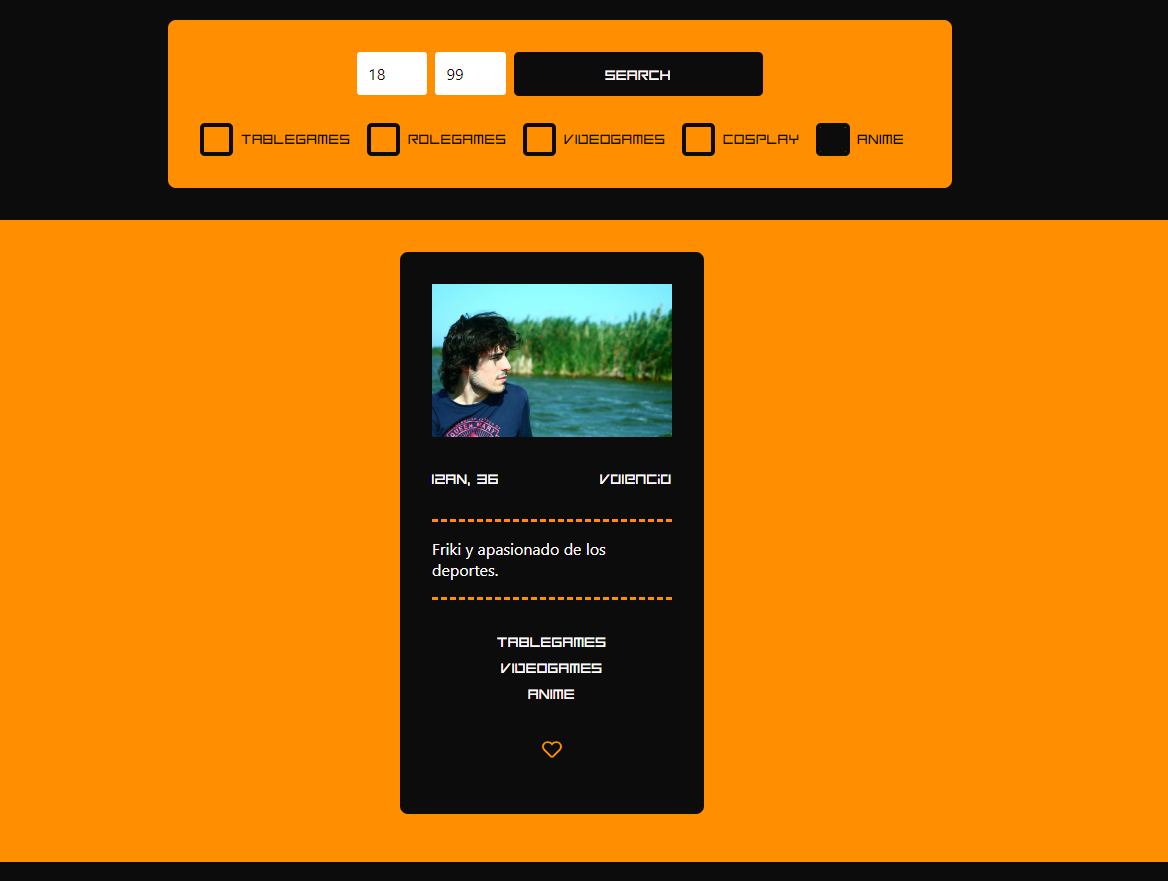 18 99 SEARCH
TABLEGAMES ROLEGAMES VIDEOGAMES COSPLAY ANIME
IZAN, 36 Valencia
Friki y apasionado de los
deportes.
TABLEGAMES
VIDEOGAMES
ANIME